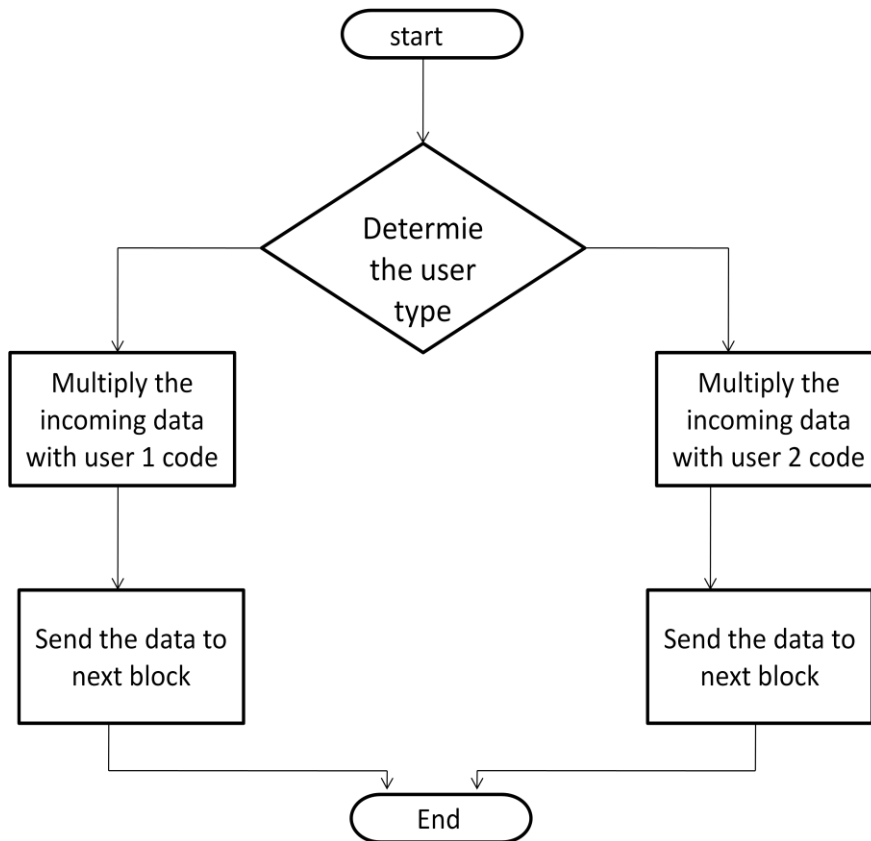 start
Determie
the user
type
Multiply the
incoming data
with user 1 code
Multiply the
incoming data
with user 2 code
Send the data to
next block
Send the data to
next block
End